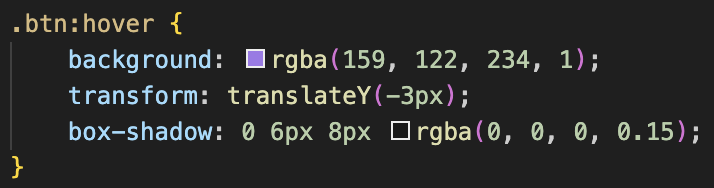 .btn:hover {
    background: rgba(159, 122, 234, 1);
    transform: translateY(-3px);
    box-shadow: 0 6px 8px rgba(0, 0, 0, 0.15);
}